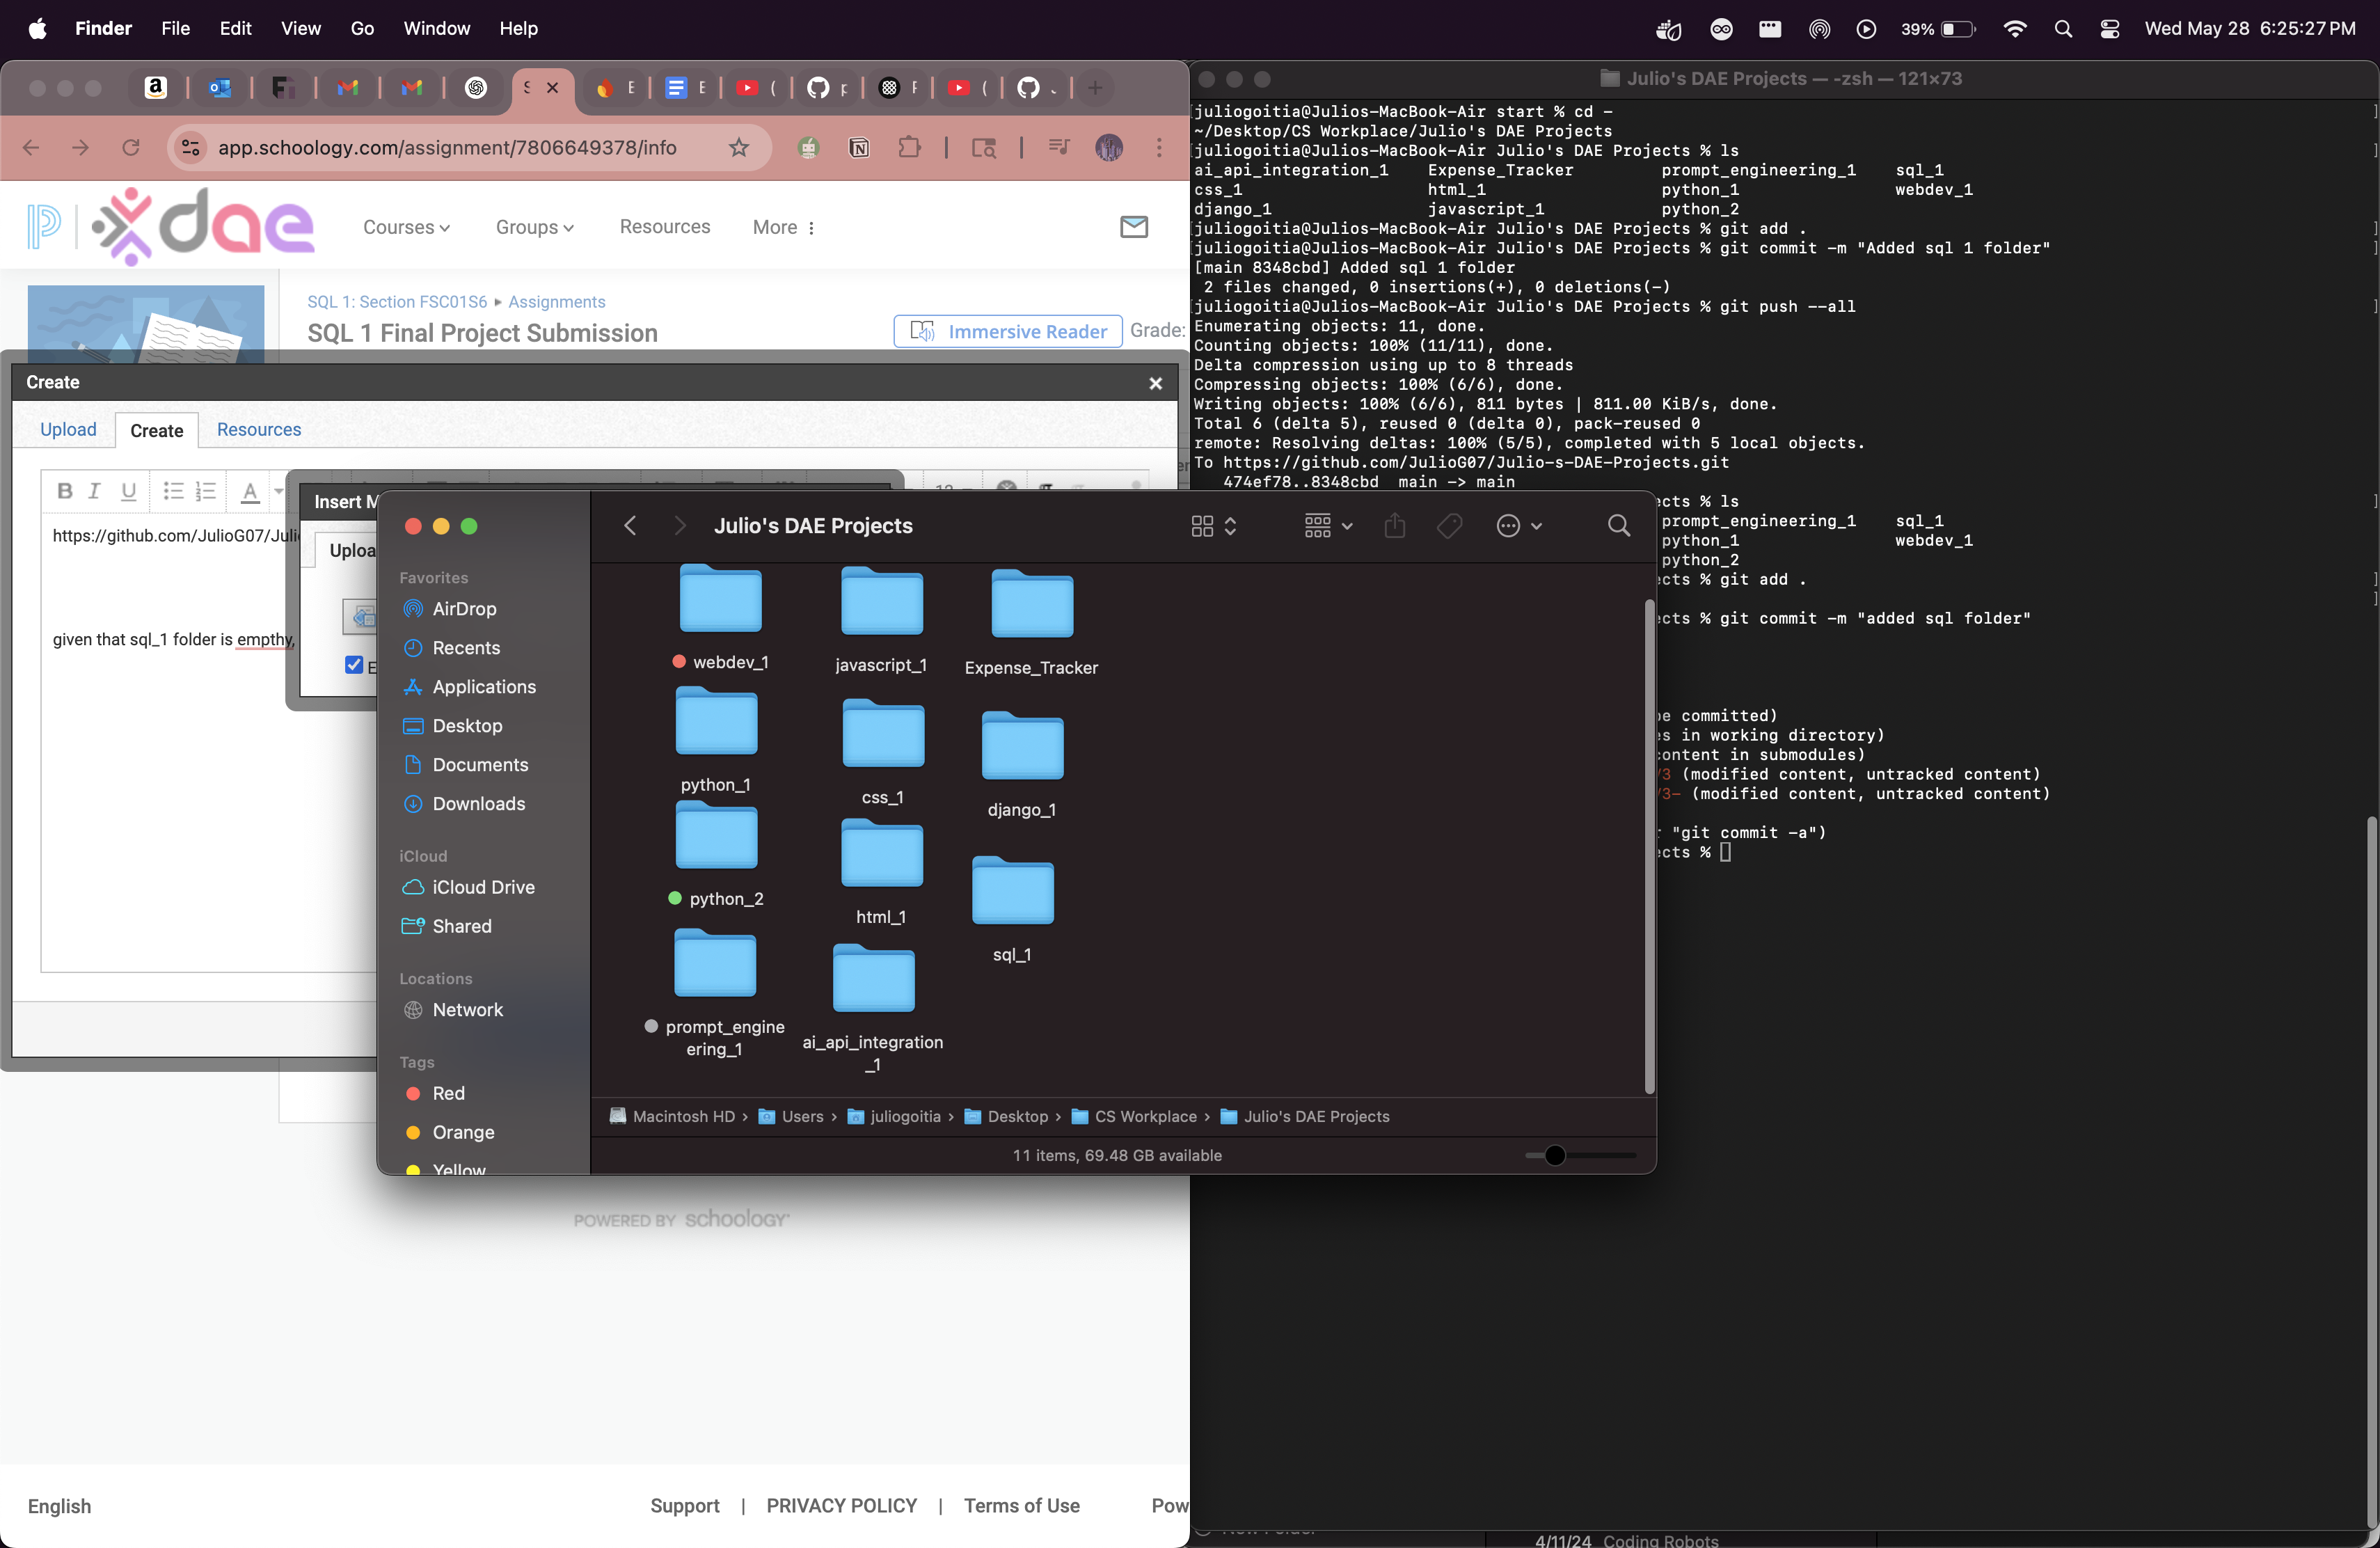 Finder File Edit View Go Window Help
39% Wed May 28 6:25:27 PM
app.schoology.com/assignment/7806649378/info
dae
Courses Groups Resources More
SQL 1: Section FSC01S6 ▸ Assignments
SQL 1 Final Project Submission
Immersive Reader
Grade:
Create
Upload Create Resources
B I U A
Insert M
https://github.com/JulioG07/Juli
Uploa
given that sql_1 folder is empthy,
E
POWERED BY schoology
English
Support | PRIVACY POLICY | Terms of Use Pow
Julio's DAE Projects
Favorites
AirDrop
Recents
Applications
Desktop
Documents
Downloads
iCloud
iCloud Drive
Shared
Locations
Network
Tags
Red
Orange
Yellow
webdev_1
javascript_1
Expense_Tracker
python_1
css_1
django_1
python_2
html_1
sql_1
prompt_engine
ering_1
ai_api_integration
_1
Macintosh HD › Users › juliogoitia › Desktop › CS Workplace › Julio's DAE Projects
11 items, 69.48 GB available
Julio's DAE Projects — -zsh — 121×73
juliogoitia@Julios-MacBook-Air start % cd -
~/Desktop/CS Workplace/Julio's DAE Projects
juliogoitia@Julios-MacBook-Air Julio's DAE Projects % ls
ai_api_integration_1 Expense_Tracker prompt_engineering_1 sql_1
css_1 html_1 python_1 webdev_1
django_1 javascript_1 python_2
juliogoitia@Julios-MacBook-Air Julio's DAE Projects % git add .
juliogoitia@Julios-MacBook-Air Julio's DAE Projects % git commit -m "Added sql 1 folder"
[main 8348cbd] Added sql 1 folder
2 files changed, 0 insertions(+), 0 deletions(-)
juliogoitia@Julios-MacBook-Air Julio's DAE Projects % git push --all
Enumerating objects: 11, done.
Counting objects: 100% (11/11), done.
Delta compression using up to 8 threads
Compressing objects: 100% (6/6), done.
Writing objects: 100% (6/6), 811 bytes | 811.00 KiB/s, done.
Total 6 (delta 5), reused 0 (delta 0), pack-reused 0
remote: Resolving deltas: 100% (5/5), completed with 5 local objects.
To https://github.com/JulioG07/Julio-s-DAE-Projects.git
474ef78..8348cbd main -> main
ects % ls
prompt_engineering_1 sql_1
python_1 webdev_1
python_2
ects % git add .
ects % git commit -m "added sql folder"
be committed)
es in working directory)
content in submodules)
/3 (modified content, untracked content)
/3- (modified content, untracked content)
r "git commit -a")
ects %
4/11/24 Coding Robots